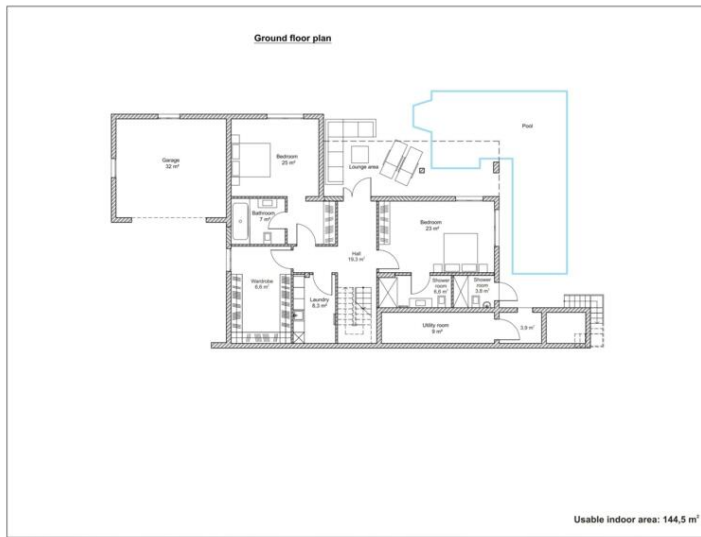 Ground floor plan
Pool
Garage
32 m²
Bedroom
25 m²
Lounge area
Bathroom
7 m²
Bedroom
23 m²
Hall
19,3 m²
Wardrobe
6,6 m²
Laundry
6,3 m²
Shower
room
6,6 m²
Shower
room
3,8 m²
Utility room
9 m²
3,9 m²
Usable indoor area: 144,5 m²